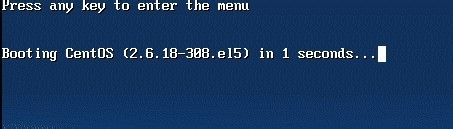 Press any key to enter the menu
Booting CentOS (2.6.18-308.el5) in 1 seconds...